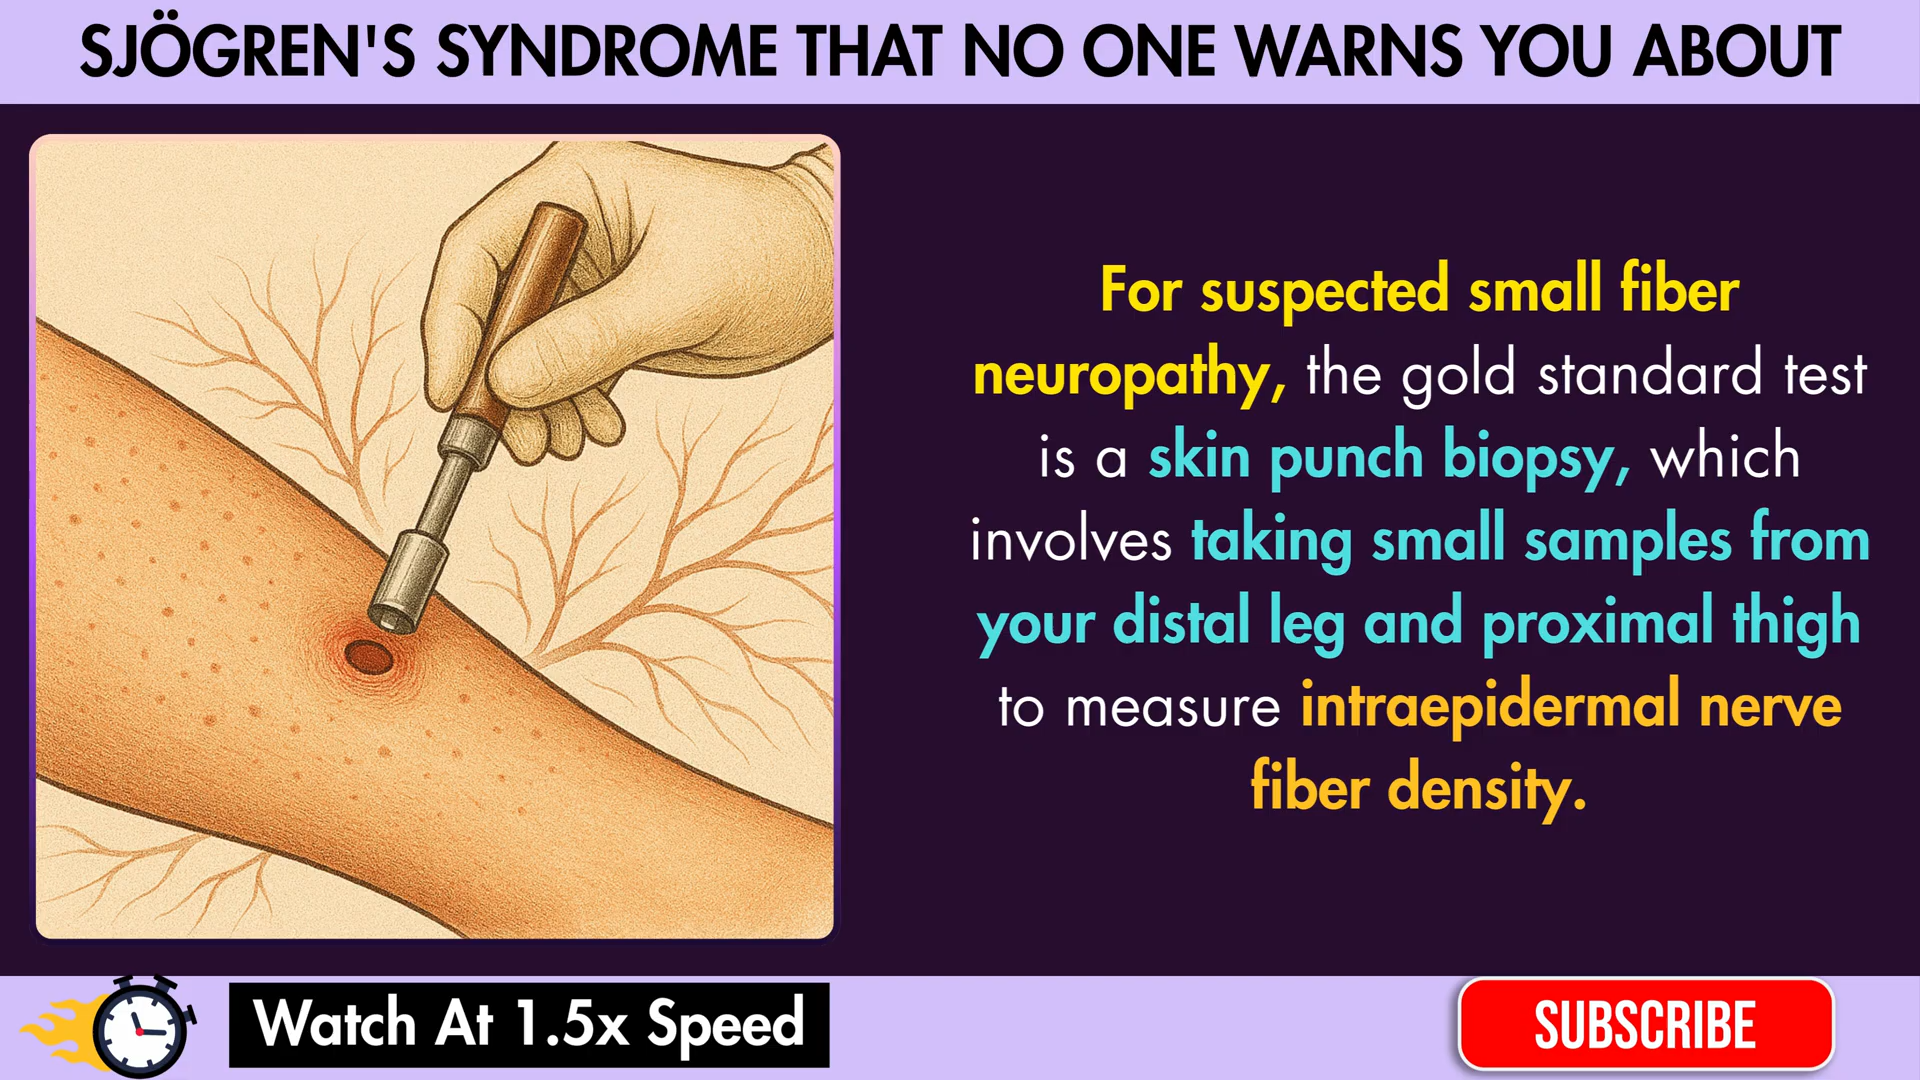 SJÖGREN'S SYNDROME THAT NO ONE WARNS YOU ABOUT
For suspected small fiber
neuropathy, the gold standard test
is a skin punch biopsy, which
involves taking small samples from
your distal leg and proximal thigh
to measure intraepidermal nerve
fiber density.
Watch At 1.5x Speed
SUBSCRIBE